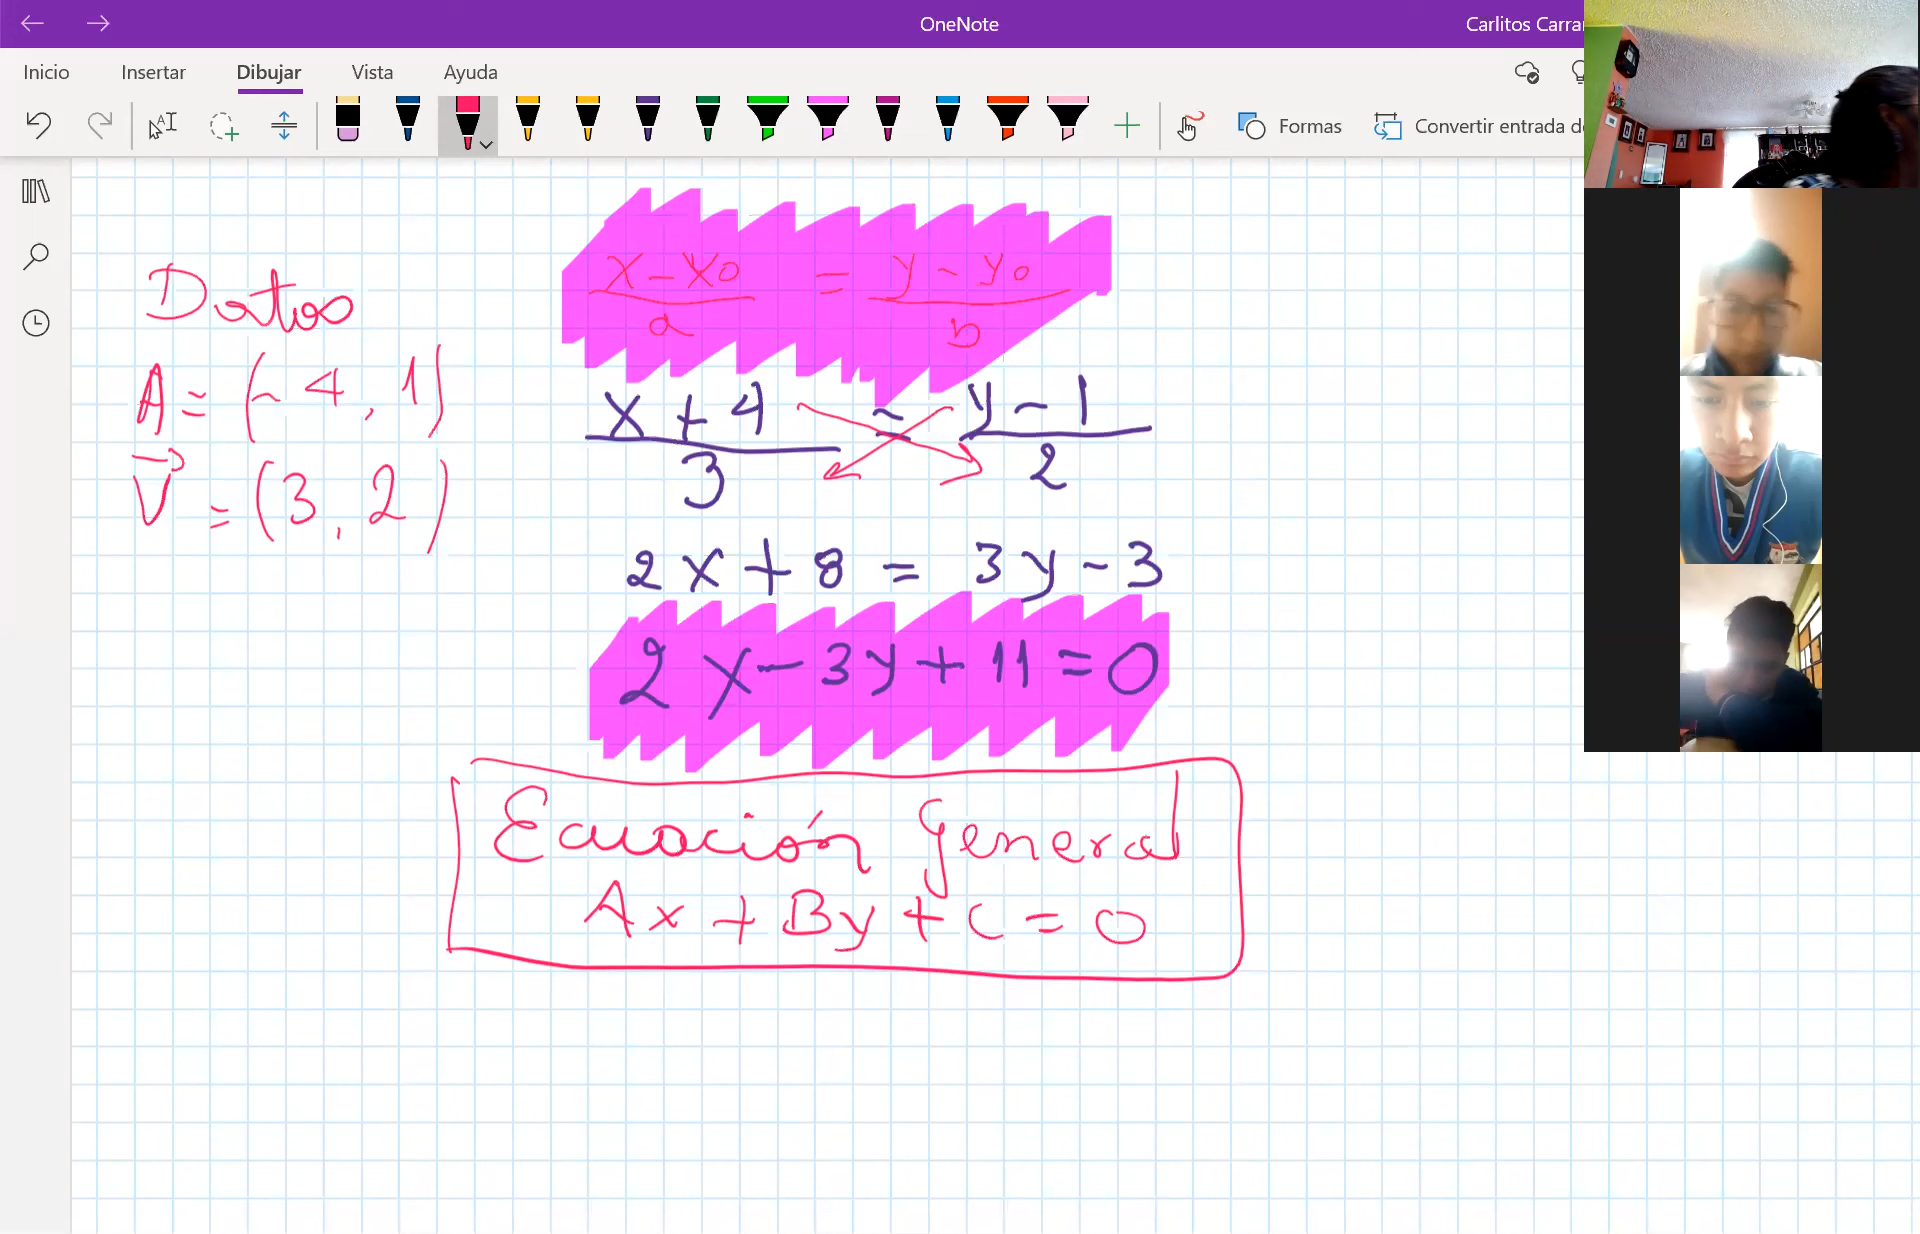 OneNote
Carlitos Carra
Inicio Insertar Dibujar Vista Ayuda
Formas Convertir entrada d
Datos
A = (-4, 1)
V = (3, 2)
x - x0 = y - y0
a b
x + 4 = y - 1
3 2
2x + 8 = 3y - 3
2x - 3y + 11 = 0
Ecuación General
Ax + By + C = 0